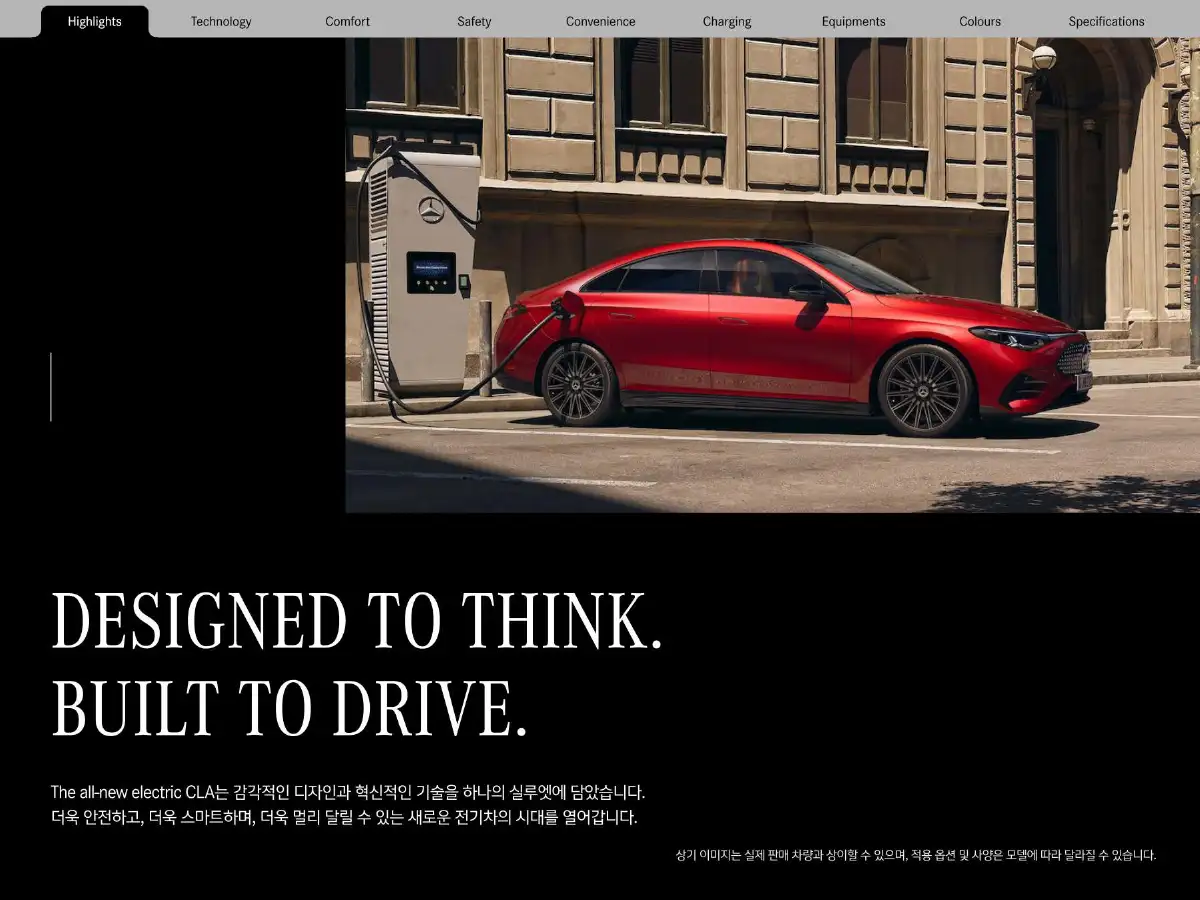 Highlights
Technology
Comfort
Safety
Convenience
Charging
Equipments
Colours
Specifications
DESIGNED TO THINK.
BUILT TO DRIVE.
The all-new electric CLA는 감각적인 디자인과 혁신적인 기술을 하나의 실루엣에 담았습니다.
더욱 안전하고, 더욱 스마트하며, 더욱 멀리 달릴 수 있는 새로운 전기차의 시대를 열어갑니다.
상기 이미지는 실제 판매 차량과 상이할 수 있으며, 적용 옵션 및 사양은 모델에 따라 달라질 수 있습니다.